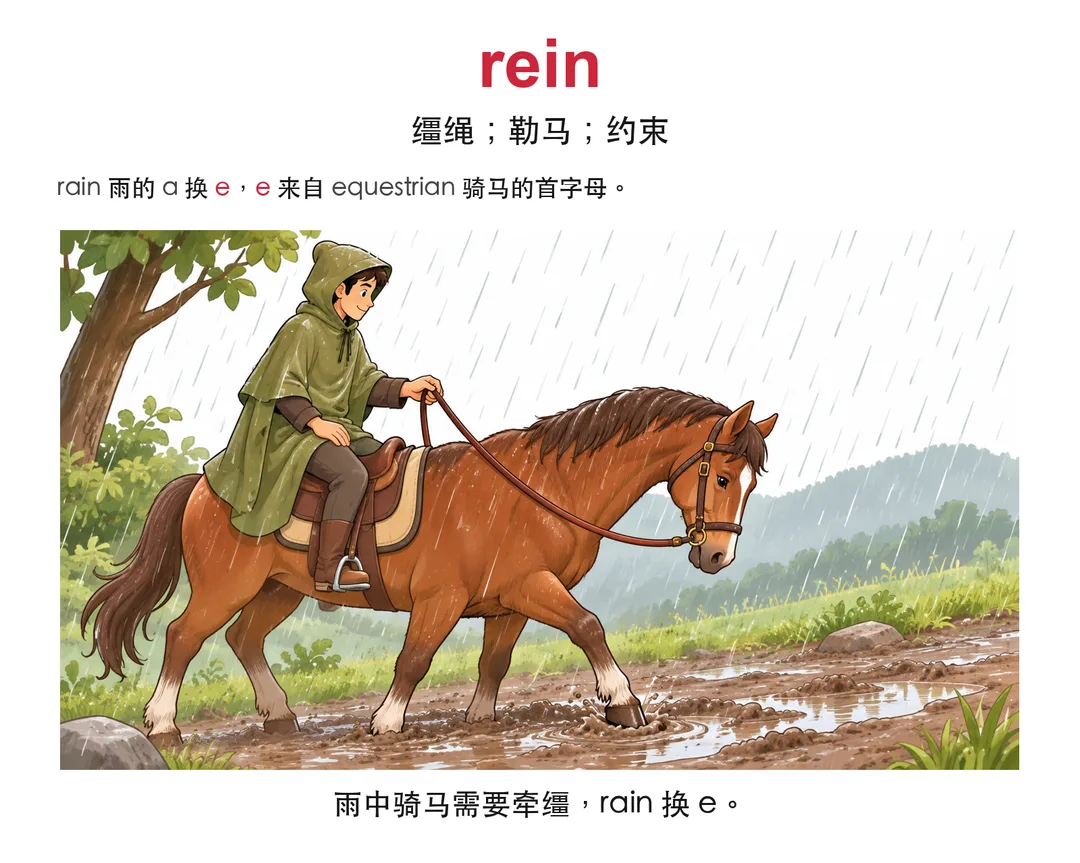 rein
缰绳；勒马；约束
rain 雨的 a 换 e，e 来自 equestrian 骑马的首字母。
雨中骑马需要牵缰，rain 换 e。